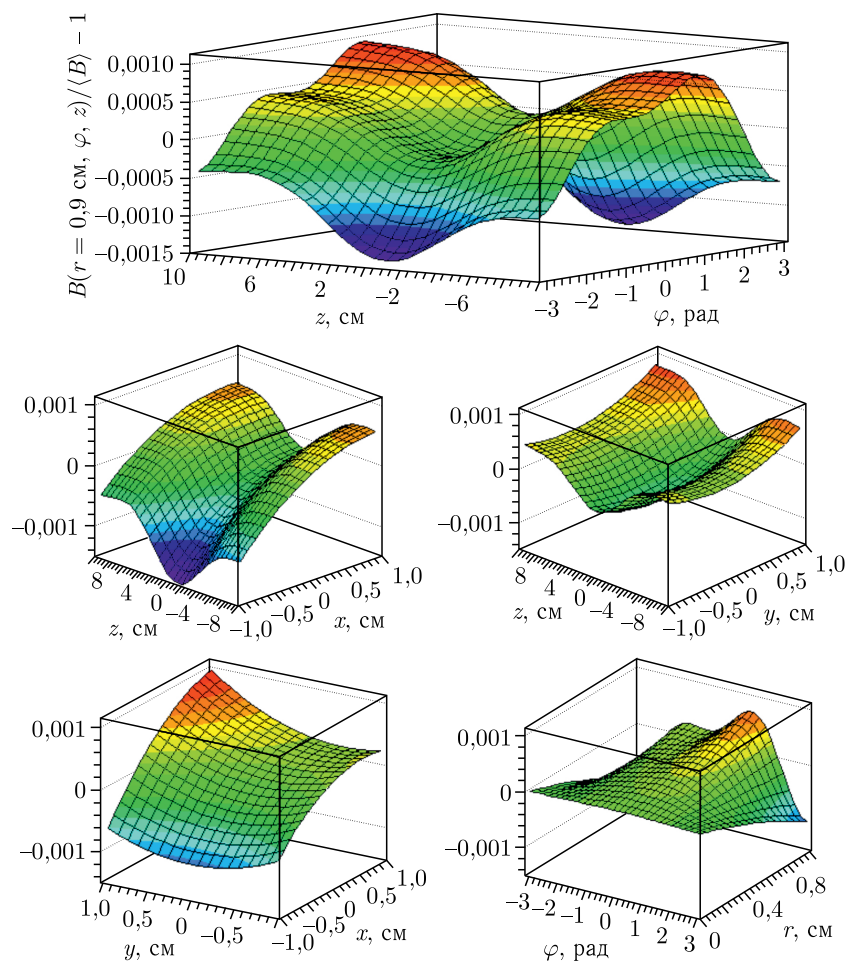 B(r = 0,9 см, φ, z)/⟨B⟩ − 1
0,0010
0,0005
0
−0,0005
−0,0010
−0,0015
10 6 2 −2 −6
z, см
−3 −2 −1 0 1 2 3
φ, рад
0,001
0
−0,001
8 4 0 −4 −8
z, см
−1,0 −0,5 0 0,5 1,0
x, см
0,001
0
−0,001
8 4 0 −4 −8
z, см
−1,0 −0,5 0 0,5 1,0
y, см
0,001
0
−0,001
1,0 0,5 0 −0,5 −1,0
y, см
−0,5 0 0,5 1,0
x, см
0,001
0
−0,001
−3 −2 −1 0 1 2 3
φ, рад
0 0,4 0,8
r, см